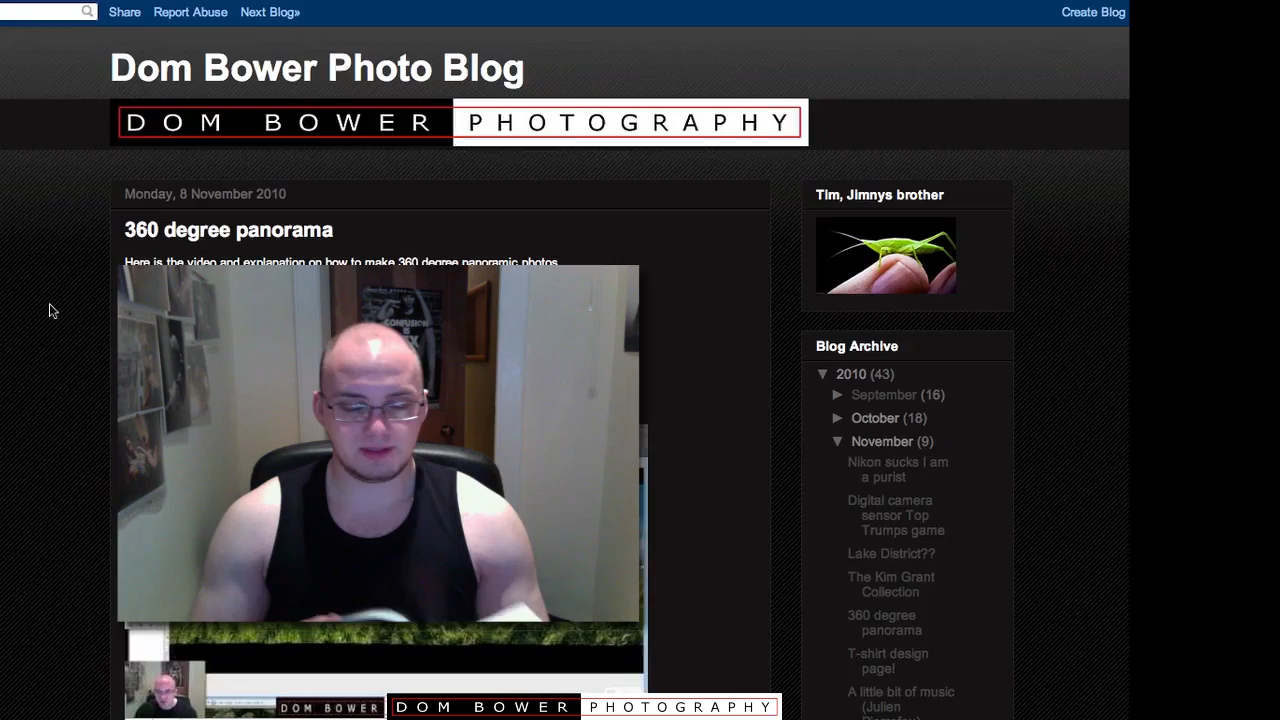 Share Report Abuse Next Blog» Create Blog
Dom Bower Photo Blog
DOM BOWER PHOTOGRAPHY
Monday, 8 November 2010
360 degree panorama
Here is the video and explanation on how to make 360 degree panoramic photos
CONFUSION
IS
Tim, Jimnys brother
Blog Archive
▼ 2010 (43)
► September (16)
► October (18)
▼ November (9)
Nikon sucks I am
a purist
Digital camera
sensor Top
Trumps game
Lake District??
The Kim Grant
Collection
360 degree
panorama
T-shirt design
page!
A little bit of music
(Julien
DOM BOWER
DOM BOWER PHOTOGRAPHY